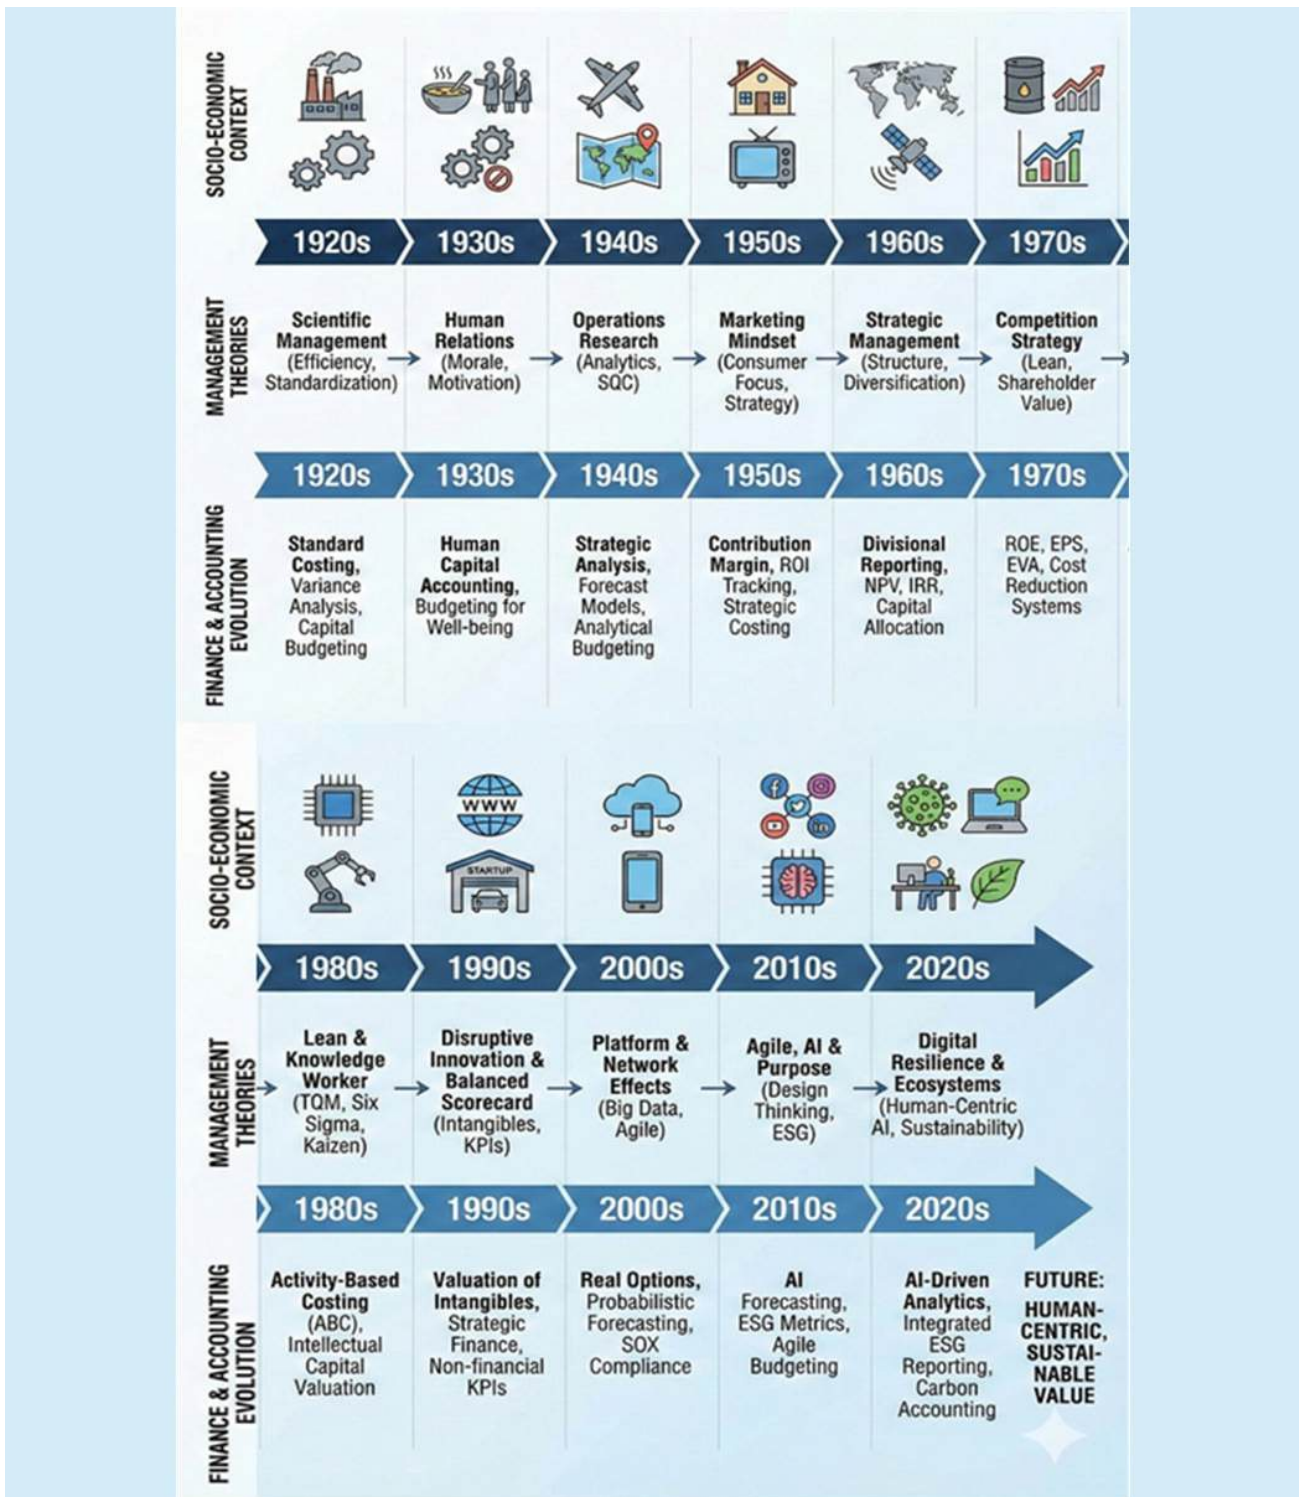 SOCIO-ECONOMIC
CONTEXT
1920s
1930s
1940s
1950s
1960s
1970s
MANAGEMENT
THEORIES
Scientific
Management
(Efficiency,
Standardization)
Human
Relations
(Morale,
Motivation)
Operations
Research
(Analytics,
SQC)
Marketing
Mindset
(Consumer
Focus,
Strategy)
Strategic
Management
(Structure,
Diversification)
Competition
Strategy
(Lean,
Shareholder
Value)
1920s
1930s
1940s
1950s
1960s
1970s
FINANCE & ACCOUNTING
EVOLUTION
Standard
Costing,
Variance
Analysis,
Capital
Budgeting
Human
Capital
Accounting,
Budgeting for
Well-being
Strategic
Analysis,
Forecast
Models,
Analytical
Budgeting
Contribution
Margin, ROI
Tracking,
Strategic
Costing
Divisional
Reporting,
NPV, IRR,
Capital
Allocation
ROE, EPS,
EVA, Cost
Reduction
Systems
SOCIO-ECONOMIC
CONTEXT
WWW
STARTUP
1980s
1990s
2000s
2010s
2020s
MANAGEMENT
THEORIES
Lean &
Knowledge
Worker
(TQM, Six
Sigma,
Kaizen)
Disruptive
Innovation &
Balanced
Scorecard
(Intangibles,
KPIs)
Platform &
Network
Effects
(Big Data,
Agile)
Agile, AI &
Purpose
(Design
Thinking,
ESG)
Digital
Resilience &
Ecosystems
(Human-Centric
AI, Sustainability)
1980s
1990s
2000s
2010s
2020s
FINANCE & ACCOUNTING
EVOLUTION
Activity-Based
Costing
(ABC),
Intellectual
Capital
Valuation
Valuation of
Intangibles,
Strategic
Finance,
Non-financial
KPIs
Real Options,
Probabilistic
Forecasting,
SOX
Compliance
AI
Forecasting,
ESG Metrics,
Agile
Budgeting
AI-Driven
Analytics,
Integrated
ESG
Reporting,
Carbon
Accounting
FUTURE:
HUMAN-
CENTRIC,
SUSTAI-
NABLE
VALUE